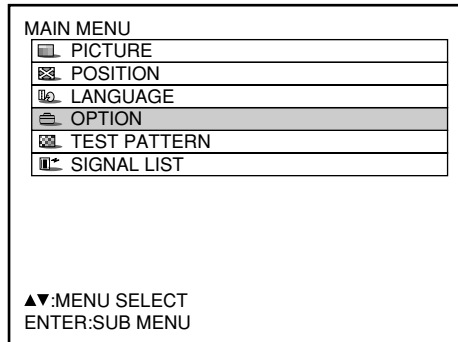 MAIN MENU
PICTURE
POSITION
LANGUAGE
OPTION
TEST PATTERN
SIGNAL LIST
▲▼:MENU SELECT
ENTER:SUB MENU